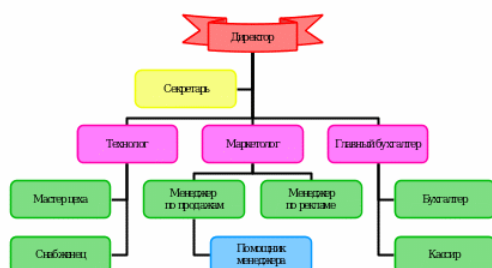 Директор
Секретарь
Технолог
Маркетолог
Главный бухгалтер
Мастер цеха
Менеджер
по продажам
Менеджер
по рекламе
Бухгалтер
Снабженец
Помощник
менеджера
Кассир